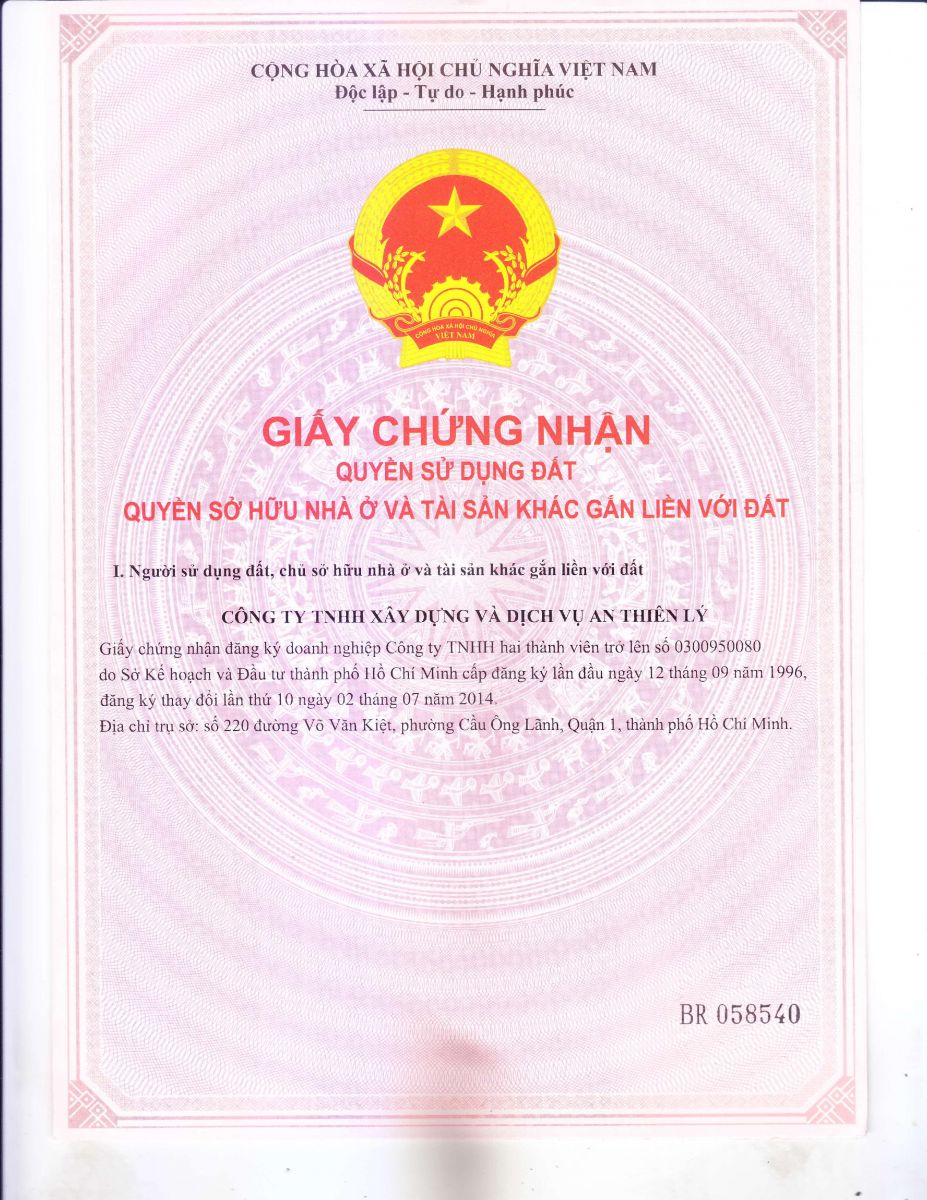 CỘNG HÒA XÃ HỘI CHỦ NGHĨA VIỆT NAM
Độc lập - Tự do - Hạnh phúc
CỘNG HÒA XÃ HỘI CHỦ NGHĨA
VIỆT NAM
GIẤY CHỨNG NHẬN
QUYỀN SỬ DỤNG ĐẤT
QUYỀN SỞ HỮU NHÀ Ở VÀ TÀI SẢN KHÁC GẮN LIỀN VỚI ĐẤT
I. Người sử dụng đất, chủ sở hữu nhà ở và tài sản khác gắn liền với đất
CÔNG TY TNHH XÂY DỰNG VÀ DỊCH VỤ AN THIÊN LÝ
Giấy chứng nhận đăng ký doanh nghiệp Công ty TNHH hai thành viên trở lên số 0300950080
do Sở Kế hoạch và Đầu tư thành phố Hồ Chí Minh cấp đăng ký lần đầu ngày 12 tháng 09 năm 1996,
đăng ký thay đổi lần thứ 10 ngày 02 tháng 07 năm 2014.
Địa chỉ trụ sở: số 220 đường Võ Văn Kiệt, phường Cầu Ông Lãnh, Quận 1, thành phố Hồ Chí Minh.
BR 058540